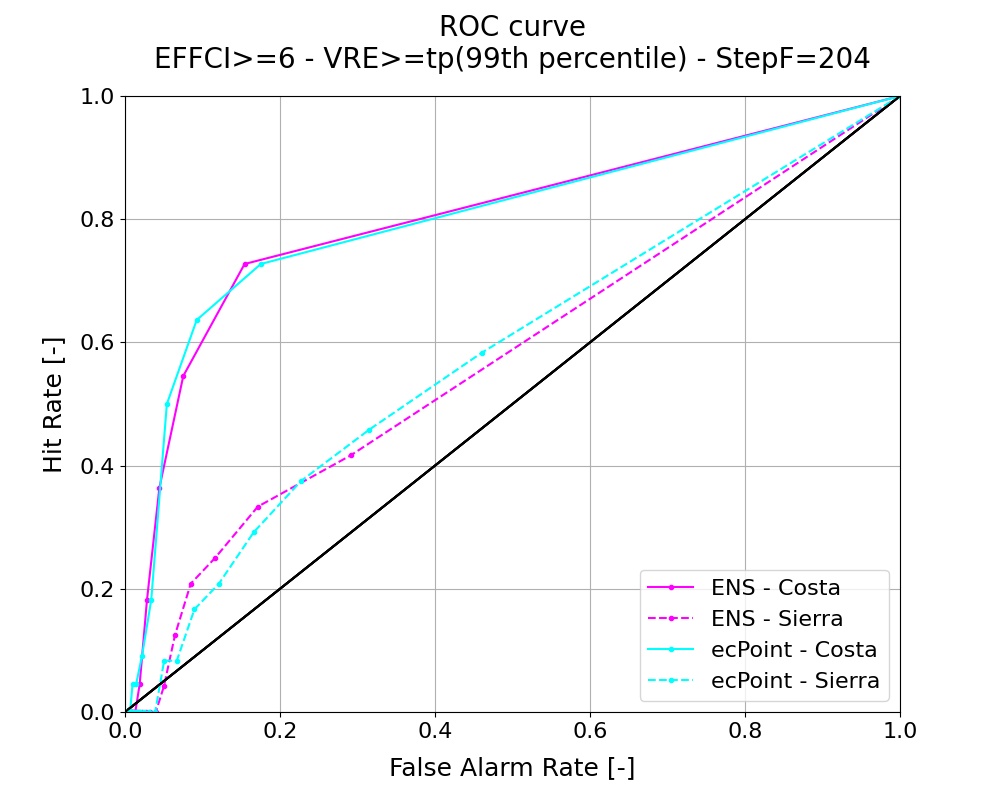 ROC curve
EFFCI>=6 - VRE>=tp(99th percentile) - StepF=204
1.0
0.8
0.6
0.4
0.2
0.0
Hit Rate [-]
ENS - Costa
ENS - Sierra
ecPoint - Costa
ecPoint - Sierra
0.0 0.2 0.4 0.6 0.8 1.0
False Alarm Rate [-]